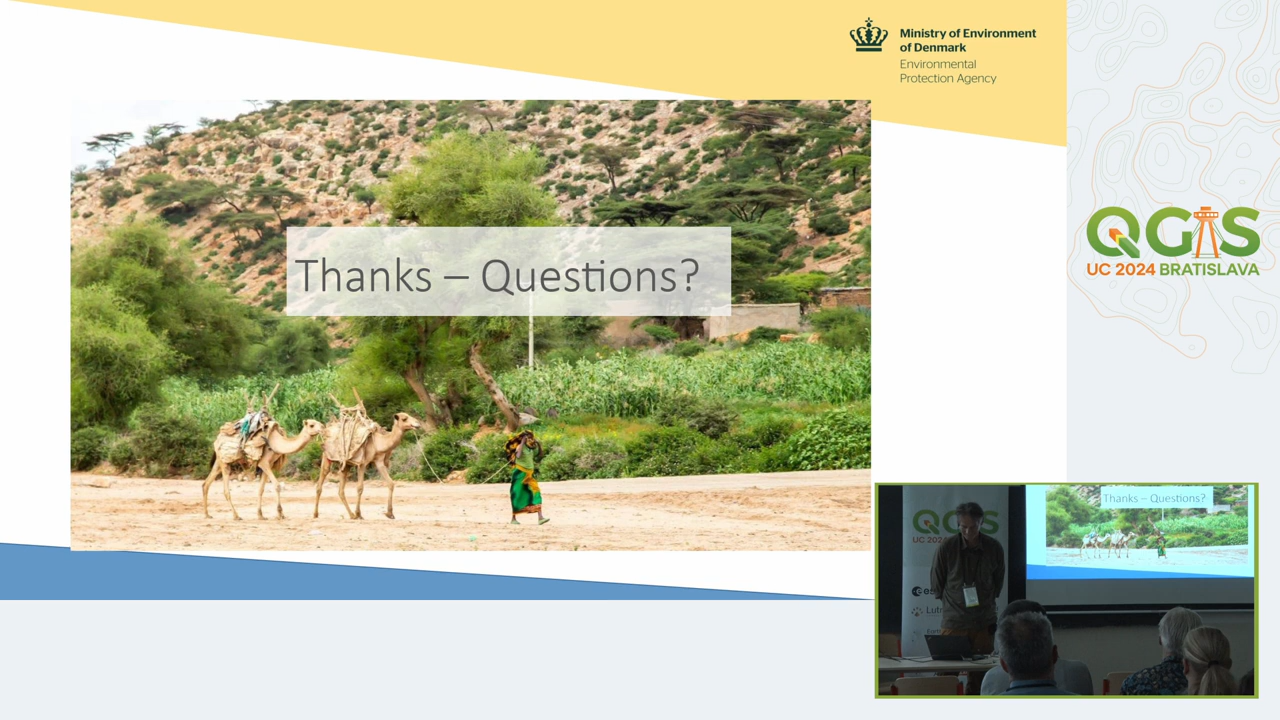 Ministry of Environment
of Denmark
Environmental
Protection Agency
Thanks – Questions?
QGIS
UC 2024 BRATISLAVA
Thanks – Questions?
QGIS
UC 2024